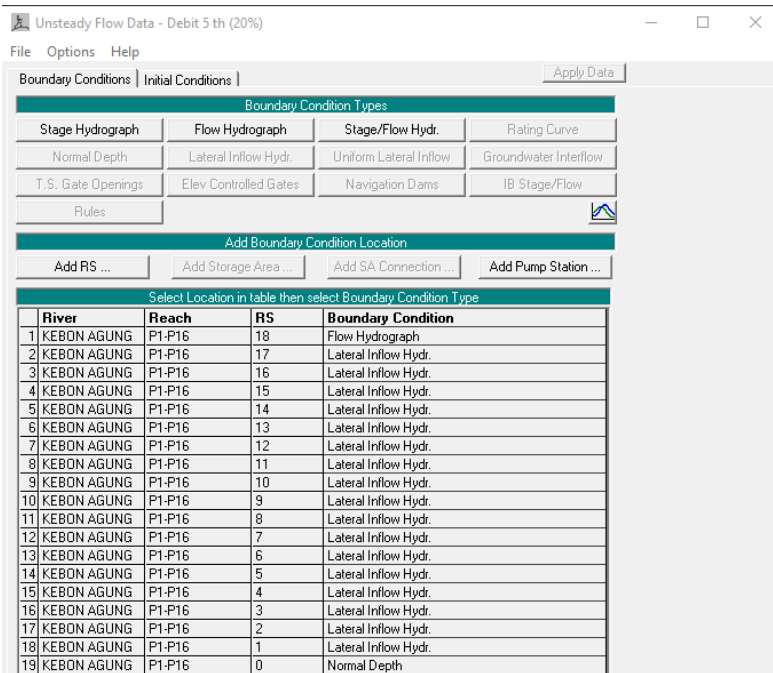 Unsteady Flow Data - Debit 5 th (20%)
File Options Help
Boundary Conditions Initial Conditions Apply Data
Boundary Condition Types
Stage Hydrograph Flow Hydrograph Stage/Flow Hydr. Rating Curve
Normal Depth Lateral Inflow Hydr. Uniform Lateral Inflow Groundwater Interflow
T.S. Gate Openings Elev Controlled Gates Navigation Dams IB Stage/Flow
Rules
Add Boundary Condition Location
Add RS ... Add Storage Area ... Add SA Connection ... Add Pump Station ...
Select Location in table then select Boundary Condition Type
River Reach RS Boundary Condition
1 KEBON AGUNG P1-P16 18 Flow Hydrograph
2 KEBON AGUNG P1-P16 17 Lateral Inflow Hydr.
3 KEBON AGUNG P1-P16 16 Lateral Inflow Hydr.
4 KEBON AGUNG P1-P16 15 Lateral Inflow Hydr.
5 KEBON AGUNG P1-P16 14 Lateral Inflow Hydr.
6 KEBON AGUNG P1-P16 13 Lateral Inflow Hydr.
7 KEBON AGUNG P1-P16 12 Lateral Inflow Hydr.
8 KEBON AGUNG P1-P16 11 Lateral Inflow Hydr.
9 KEBON AGUNG P1-P16 10 Lateral Inflow Hydr.
10 KEBON AGUNG P1-P16 9 Lateral Inflow Hydr.
11 KEBON AGUNG P1-P16 8 Lateral Inflow Hydr.
12 KEBON AGUNG P1-P16 7 Lateral Inflow Hydr.
13 KEBON AGUNG P1-P16 6 Lateral Inflow Hydr.
14 KEBON AGUNG P1-P16 5 Lateral Inflow Hydr.
15 KEBON AGUNG P1-P16 4 Lateral Inflow Hydr.
16 KEBON AGUNG P1-P16 3 Lateral Inflow Hydr.
17 KEBON AGUNG P1-P16 2 Lateral Inflow Hydr.
18 KEBON AGUNG P1-P16 1 Lateral Inflow Hydr.
19 KEBON AGUNG P1-P16 0 Normal Depth